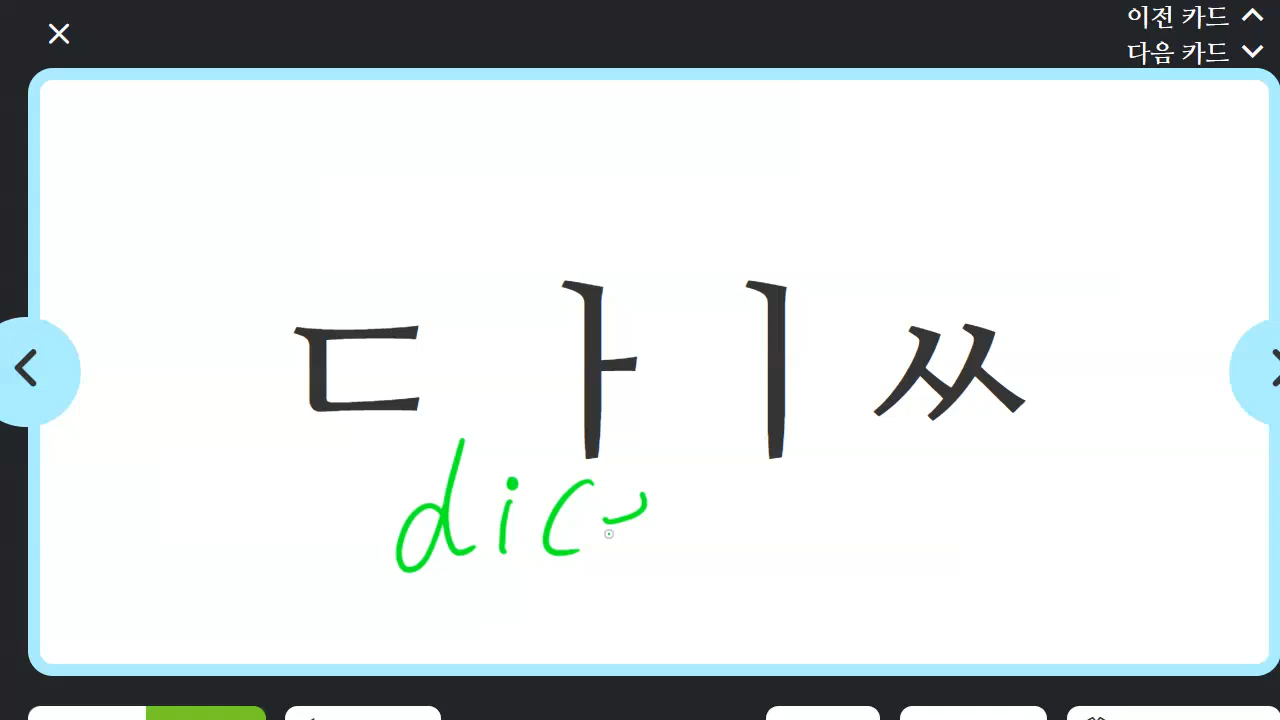 이전 카드
다음 카드
ㄷ ㅏ ㅣ ㅆ
dic